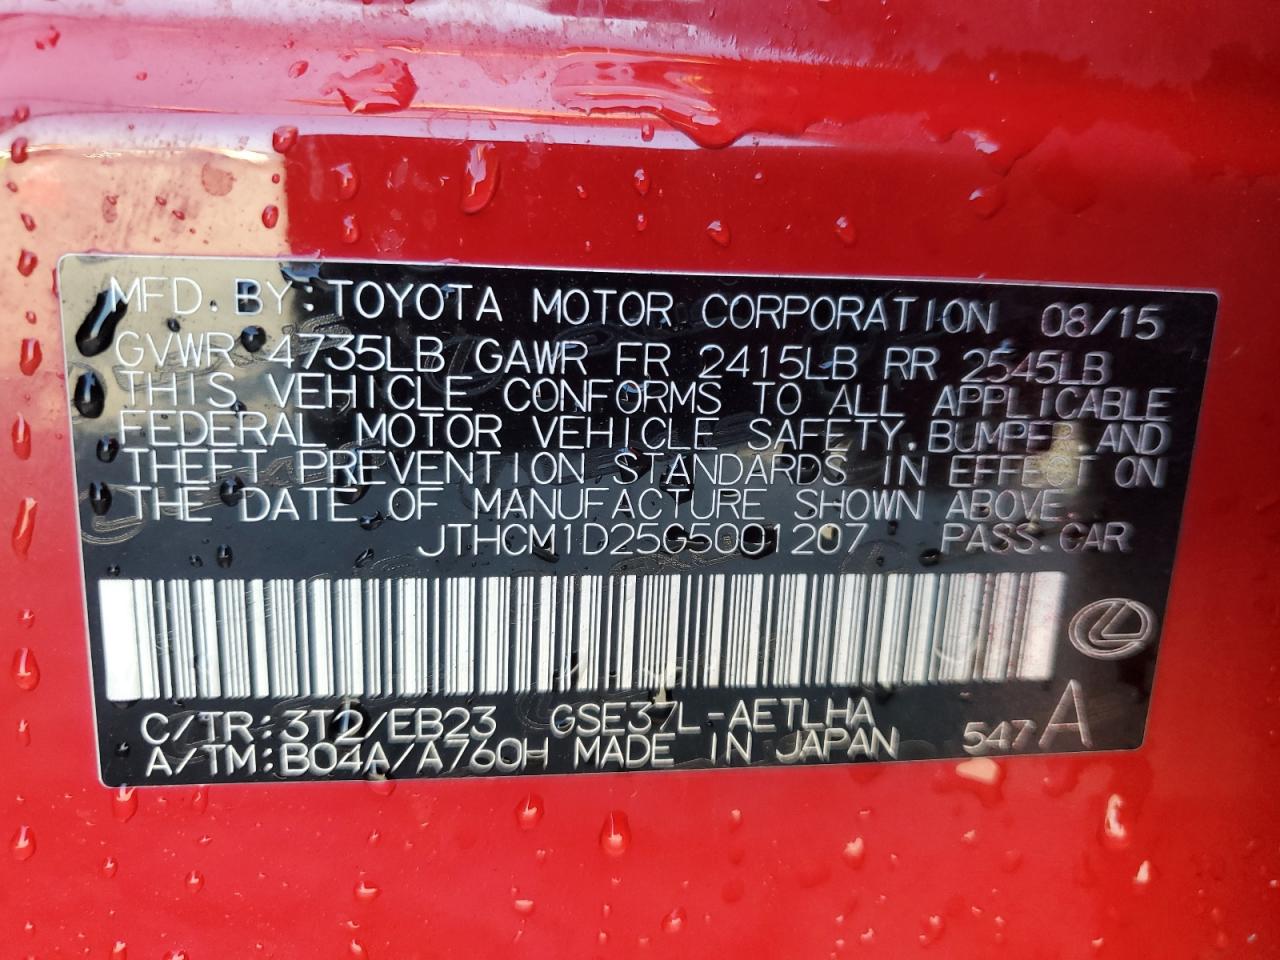 MFD. BY: TOYOTA MOTOR CORPORATION 08/15
GVWR 4735LB GAWR FR 2415LB RR 2545LB
THIS VEHICLE CONFORMS TO ALL APPLICABLE
FEDERAL MOTOR VEHICLE SAFETY, BUMPER AND
THEFT PREVENTION STANDARDS IN EFFECT ON
THE DATE OF MANUFACTURE SHOWN ABOVE.
JTHCM1D25G5001207 PASS.CAR
C/TR:3T2/EB23 GSE37L-AETLHA
A/TM:B04A/A760H MADE IN JAPAN 547 A